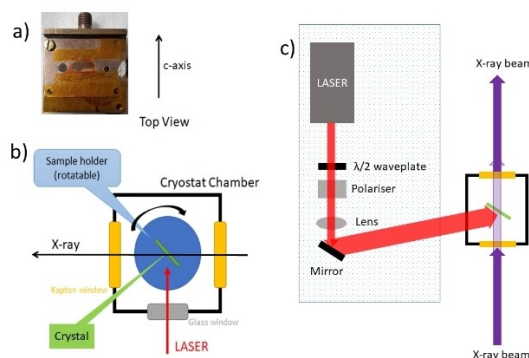 a)
c-axis
Top View
b)
Sample holder
(rotatable)
Cryostat Chamber
X-ray
Kapton window
Glass window
Crystal
LASER
c)
X-ray beam
LASER
λ/2 waveplate
Polariser
Lens
Mirror
X-ray beam